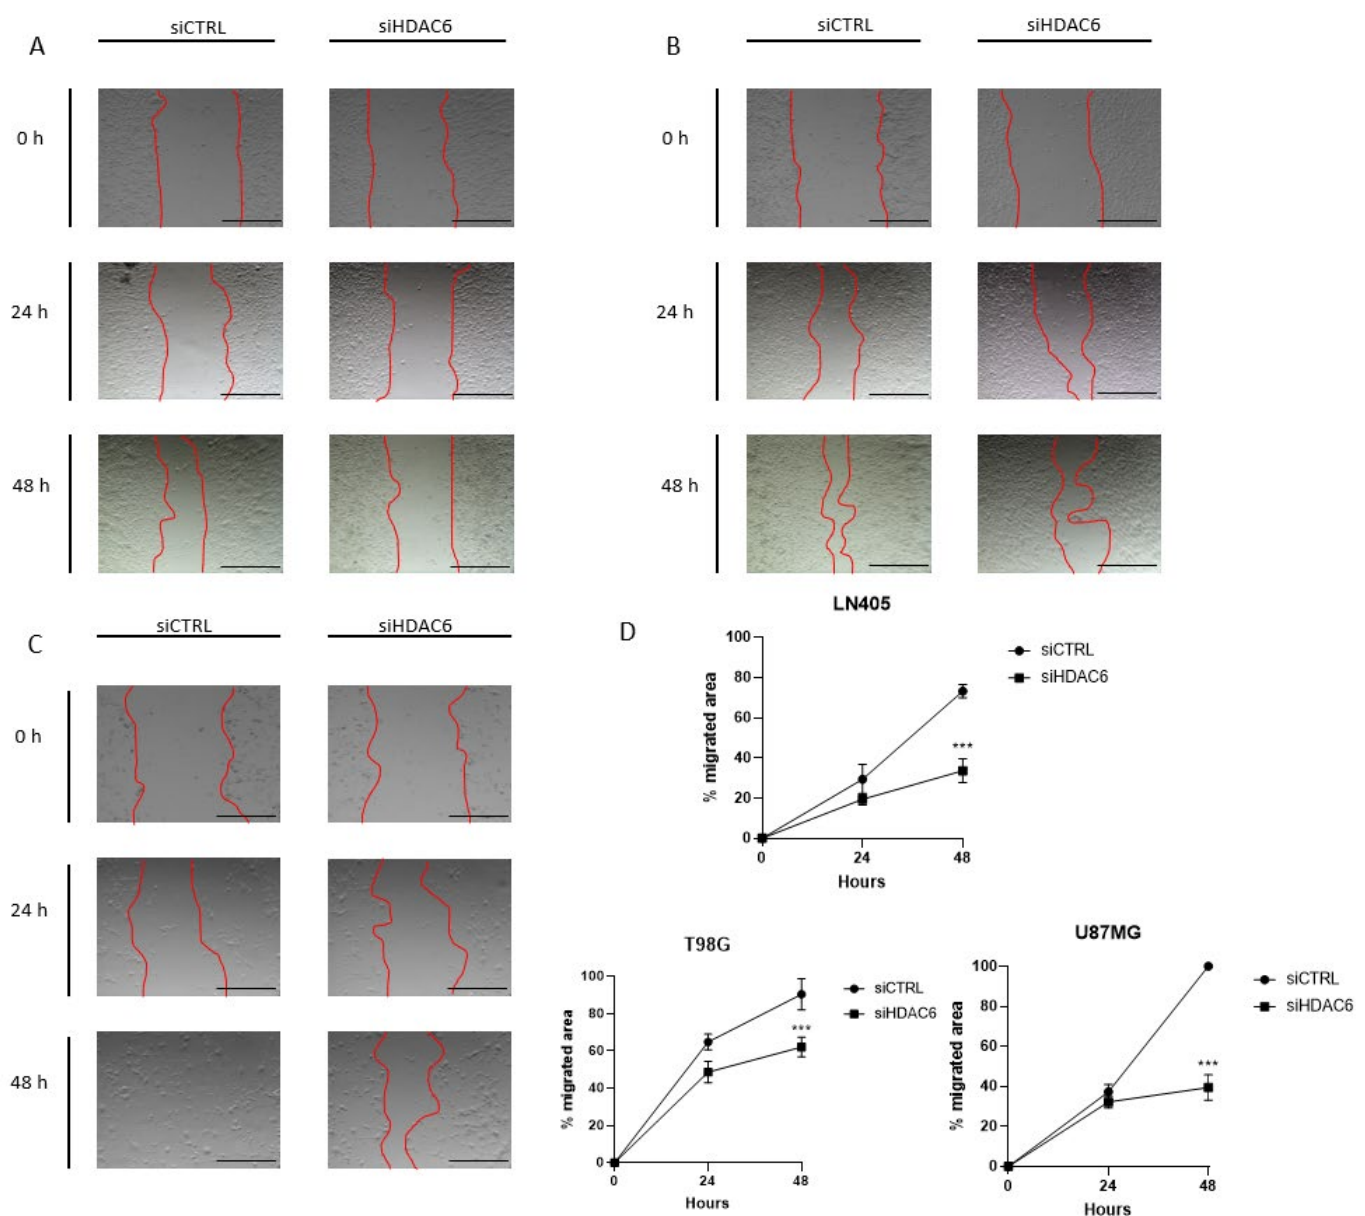 A
siCTRL
siHDAC6
0 h
24 h
48 h
B
siCTRL
siHDAC6
0 h
24 h
48 h
C
siCTRL
siHDAC6
0 h
24 h
48 h
D
LN405
100
80
60
40
20
0
% migrated area
0
24
48
Hours
***
siCTRL
siHDAC6
T98G
100
80
60
40
20
0
% migrated area
0
24
48
Hours
***
siCTRL
siHDAC6
U87MG
100
80
60
40
20
0
% migrated area
0
24
48
Hours
***
siCTRL
siHDAC6